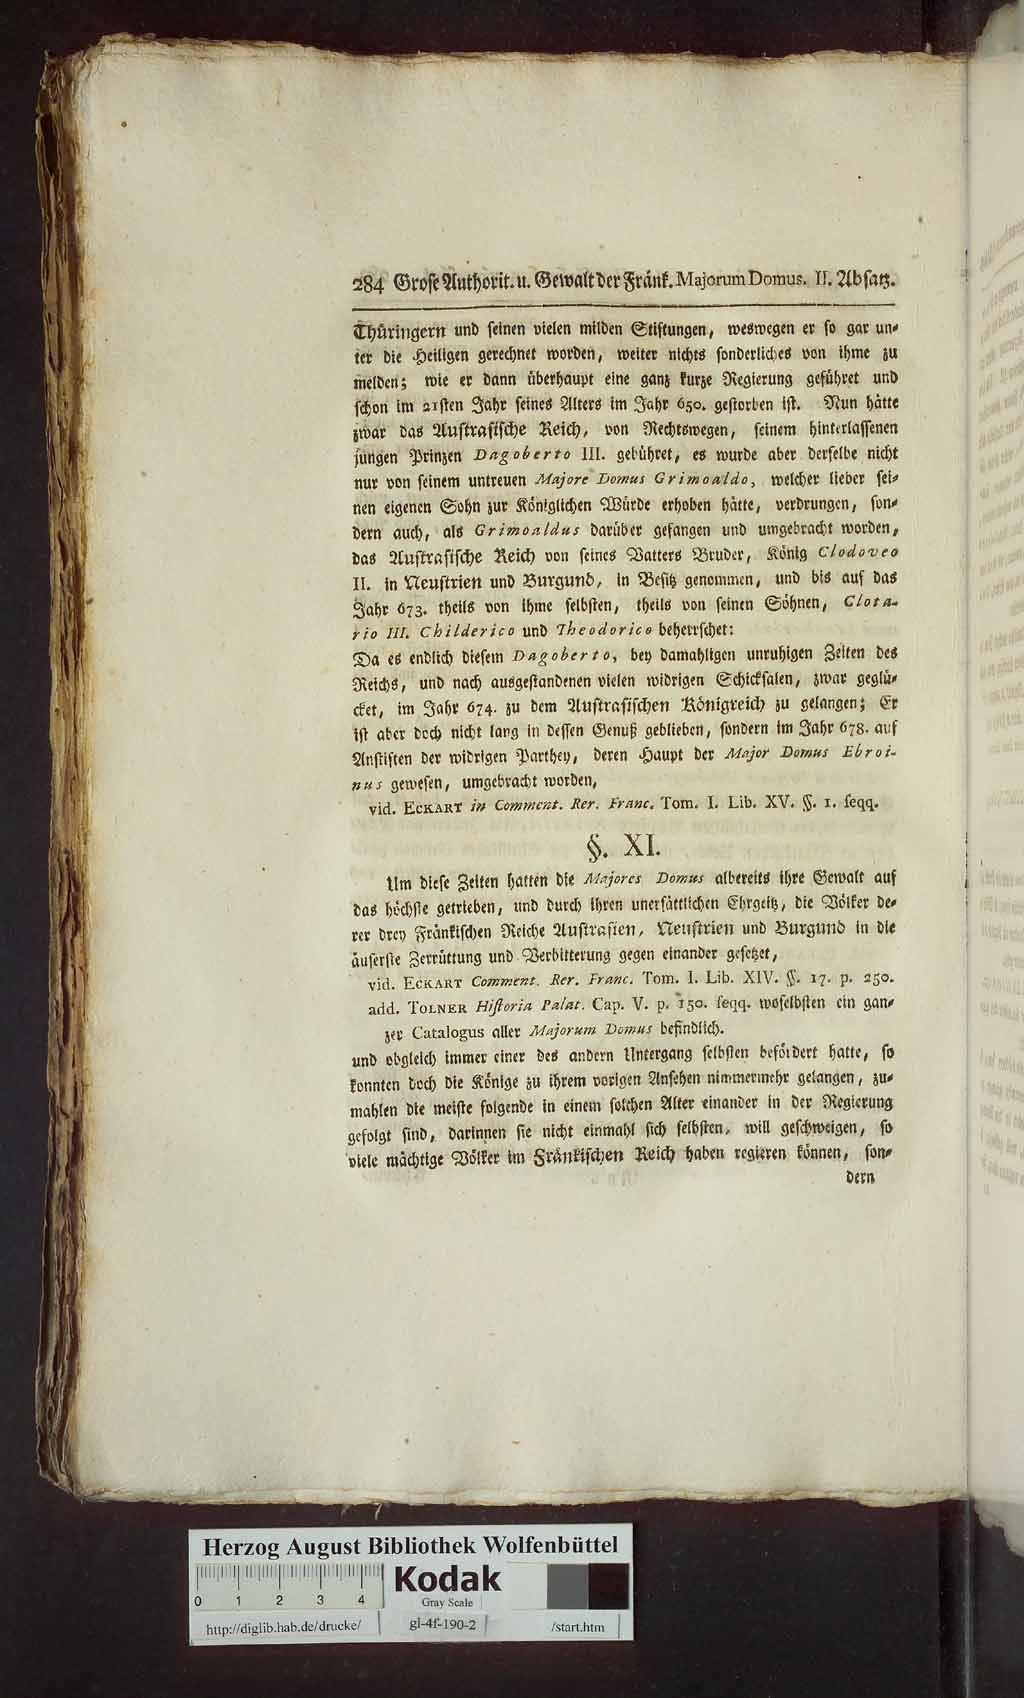 284 Grose Authorit. u. Gewalt der Fränk. Majorum Domus. II. Absatz.
Thüringern und seinen vielen milden Stiftungen, weswegen er so gar un-
ter die Heiligen gerechnet worden, weiter nichts sonderliches von ihme zu
melden; wie er dann überhaupt eine ganz kurze Regierung geführet und
schon im 21sten Jahr seines Alters im Jahr 650. gestorben ist. Nun hätte
zwar das Austrasische Reich, von Rechtswegen, seinem hinterlassenen
jungen Prinzen Dagoberto III. gebühret, es wurde aber derselbe nicht
nur von seinem untreuen Majore Domus Grimoaldo, welcher lieber sei-
nen eigenen Sohn zur Königlichen Würde erhoben hätte, verdrungen, son-
dern auch, als Grimoaldus darüber gefangen und umgebracht worden,
das Austrasische Reich von seines Vatters Bruder, König Clodoveo
II. in Neustrien und Burgund, in Besitz genommen, und bis auf das
Jahr 673. theils von ihme selbsten, theils von seinen Söhnen, Clota-
rio III. Childerico und Theodorico beherrschet:
Da es endlich diesem Dagoberto, bey damahligen unruhigen Zeiten des
Reichs, und nach ausgestandenen vielen widrigen Schicksalen, zwar geglü-
cket, im Jahr 674. zu dem Austrasischen Königreich zu gelangen; Er
ist aber doch nicht lang in dessen Genuß geblieben, sondern im Jahr 678. auf
Anstiften der widrigen Parthey, deren Haupt der Major Domus Ebroi-
nus gewesen, umgebracht worden,
vid. ECKART in Comment. Rer. Franc. Tom. I. Lib. XV. §. 1. seqq.
§. XI.
Um diese Zeiten hatten die Majores Domus albereits ihre Gewalt auf
das höchste getrieben, und durch ihren unersättlichen Ehrgeitz, die Völker de-
rer drey Fränkischen Reiche Austrasien, Neustrien und Burgund in die
äuserste Zerrüttung und Verbitterung gegen einander gesetzet,
vid. ECKART Comment. Rer. Franc. Tom. I. Lib. XIV. §. 17. p. 250.
add. TOLNER Historia Palat. Cap. V. p. 150. seqq. woselbsten ein gan-
zer Catalogus aller Majorum Domus befindlich.
und obgleich immer einer des andern Untergang selbsten befördert hatte, so
konnten doch die Könige zu ihrem vorigen Ansehen nimmermehr gelangen, zu-
mahlen die meiste folgende in einem solchen Alter einander in der Regierung
gefolgt sind, darinnen sie nicht einmahl sich selbsten, will geschweigen, so
viele mächtige Völker im Fränkischen Reich haben regieren können, son-
dern
Herzog August Bibliothek Wolfenbüttel
0 1 2 3 4
Kodak
Gray Scale
http://diglib.hab.de/drucke/ gl-4f-190-2 /start.htm